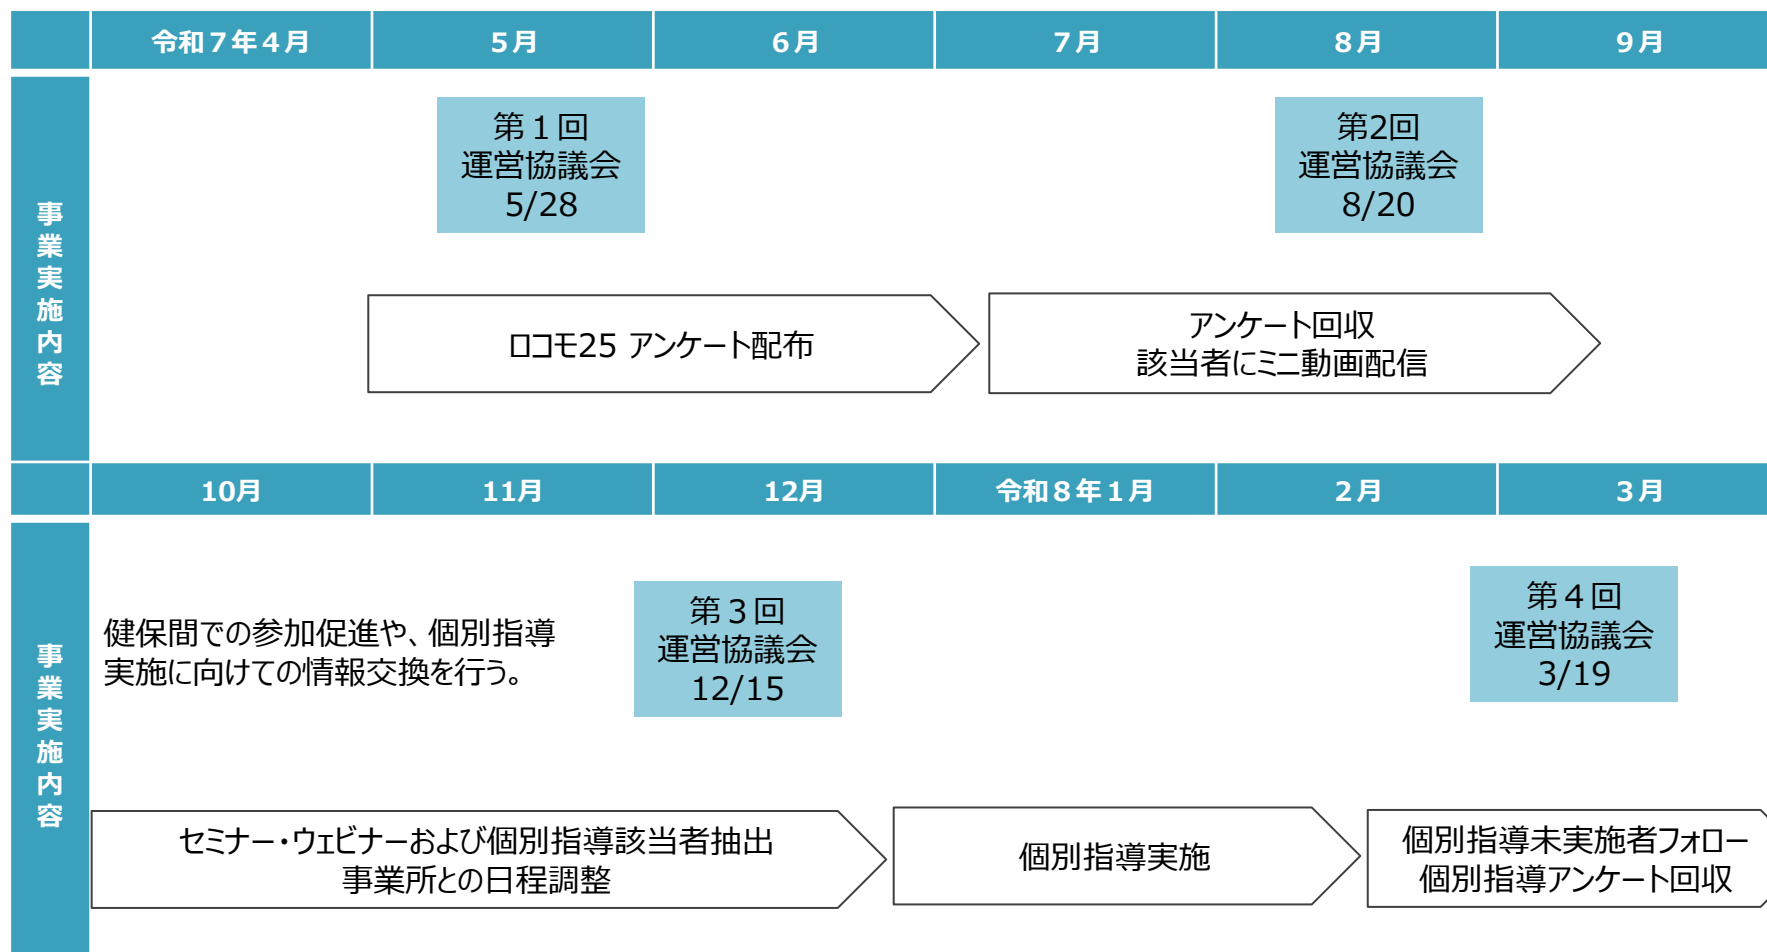 令和７年４月
５月
６月
７月
８月
９月
事業実施内容
第１回
運営協議会
5/28
第2回
運営協議会
8/20
ロコモ25 アンケート配布
アンケート回収
該当者にミニ動画配信
10月
11月
12月
令和８年１月
２月
３月
事業実施内容
健保間での参加促進や、個別指導
実施に向けての情報交換を行う。
第３回
運営協議会
12/15
第４回
運営協議会
3/19
セミナー・ウェビナーおよび個別指導該当者抽出
事業所との日程調整
個別指導実施
個別指導未実施者フォロー
個別指導アンケート回収